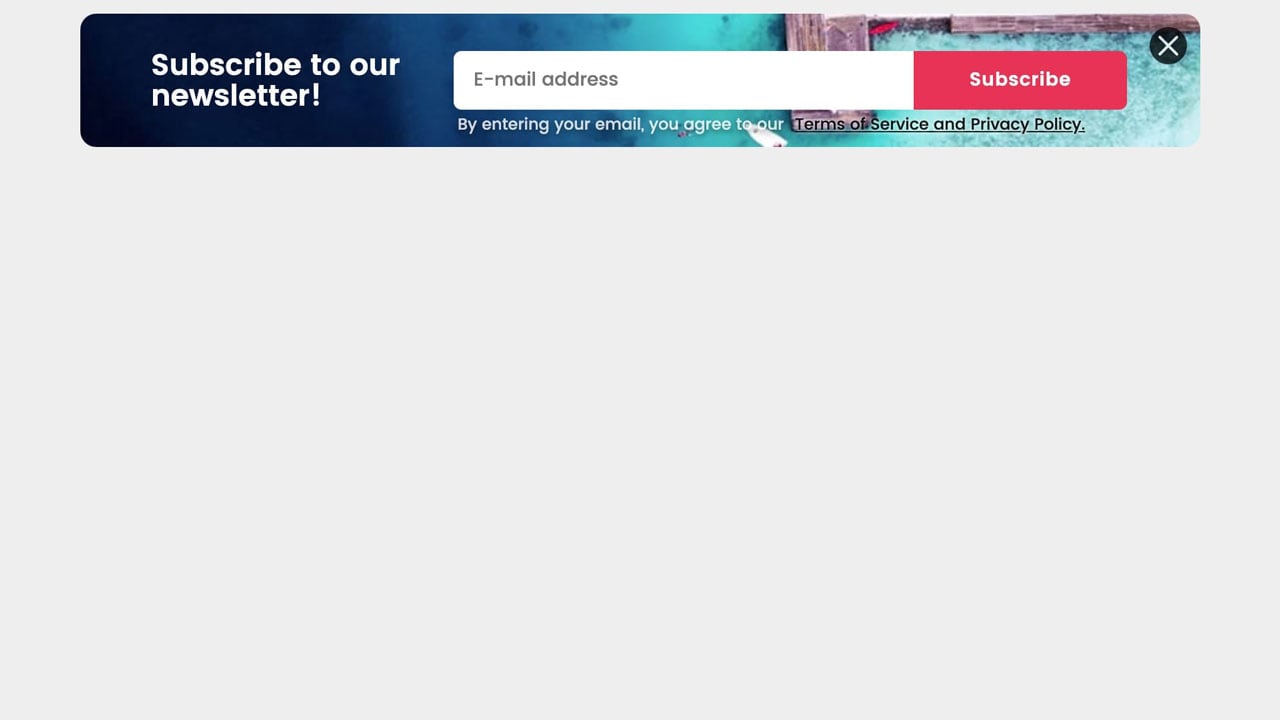 Subscribe to our
newsletter!
E-mail address
Subscribe
By entering your email, you agree to our Terms of Service and Privacy Policy.